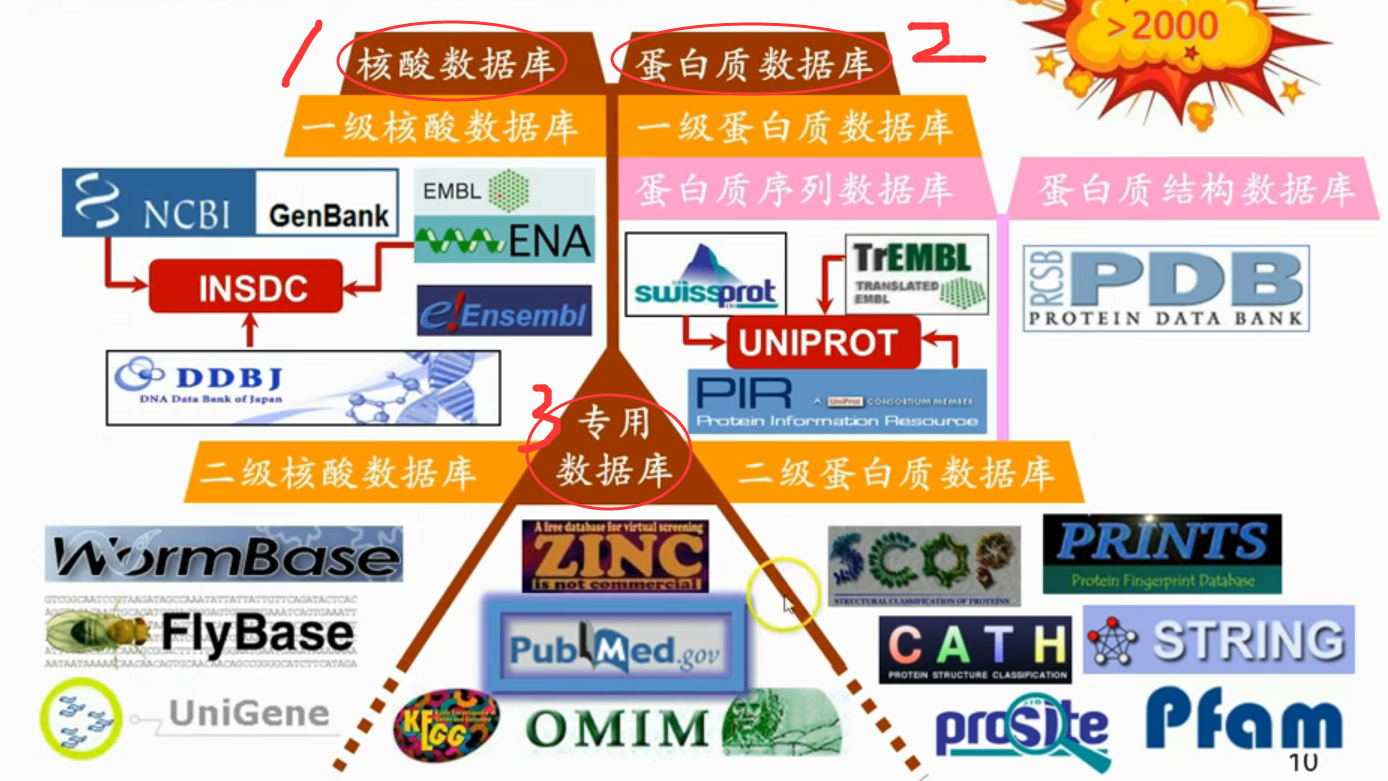 1
核酸数据库
蛋白质数据库
2
>2000
一级核酸数据库
一级蛋白质数据库
蛋白质序列数据库
蛋白质结构数据库
NCBI
GenBank
EMBL
ENA
INSDC
e!Ensembl
DDBJ
DNA Data Bank of Japan
swissprot
TrEMBL
TRANSLATED
EMBL
UNIPROT
PIR
A UniProt CONSORTIUM MEMBER
Protein Information Resource
RCSB
PDB
PROTEIN DATA BANK
3
专用
数据库
二级核酸数据库
二级蛋白质数据库
WormBase
FlyBase
UniGene
A free database for virtual screening
ZINC
is not commercial
PubMed.gov
KEGG
OMIM
SCOP
STRUCTURAL CLASSIFICATION OF PROTEINS
PRINTS
Protein Fingerprint Database
CATH
PROTEIN STRUCTURE CLASSIFICATION
STRING
prosite
Pfam
10